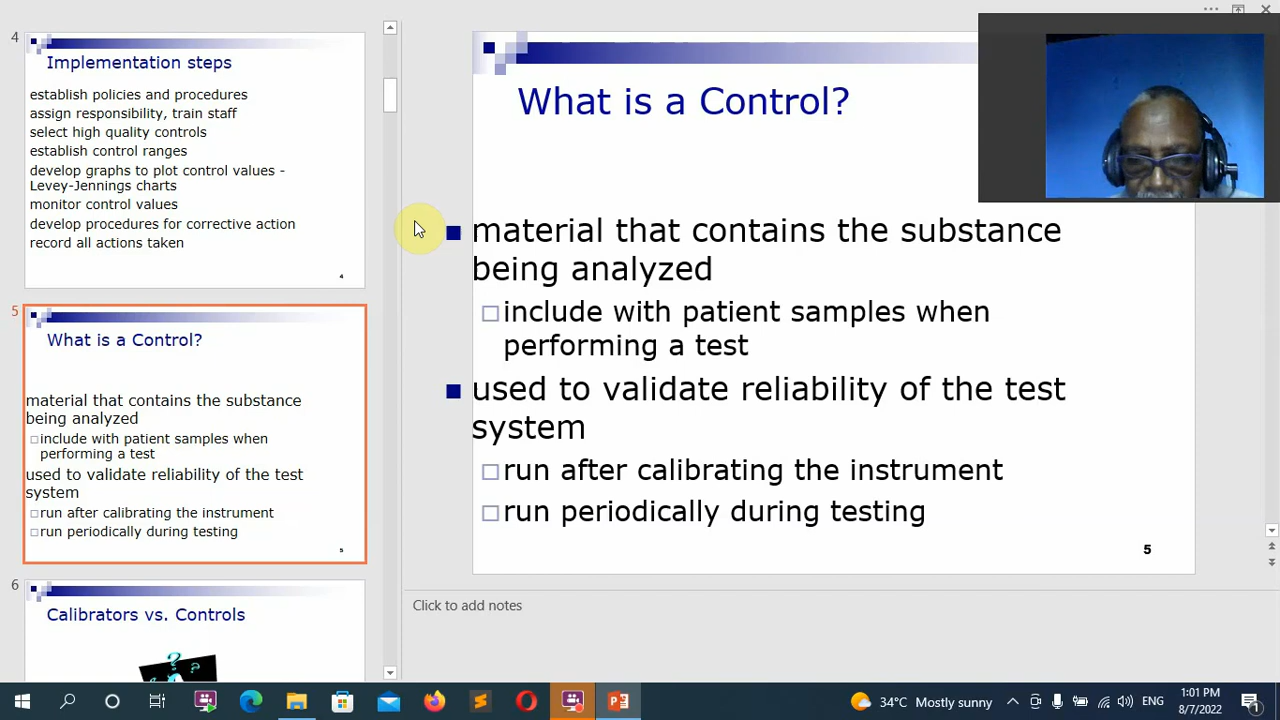 4
Implementation steps
establish policies and procedures
assign responsibility, train staff
select high quality controls
establish control ranges
develop graphs to plot control values -
Levey-Jennings charts
monitor control values
develop procedures for corrective action
record all actions taken
4
5
What is a Control?
material that contains the substance
being analyzed
include with patient samples when
performing a test
used to validate reliability of the test
system
run after calibrating the instrument
run periodically during testing
5
6
Calibrators vs. Controls
? ?
What is a Control?
material that contains the substance
being analyzed
include with patient samples when
performing a test
used to validate reliability of the test
system
run after calibrating the instrument
run periodically during testing
5
Click to add notes
34°C Mostly sunny
ENG
1:01 PM
8/7/2022
1